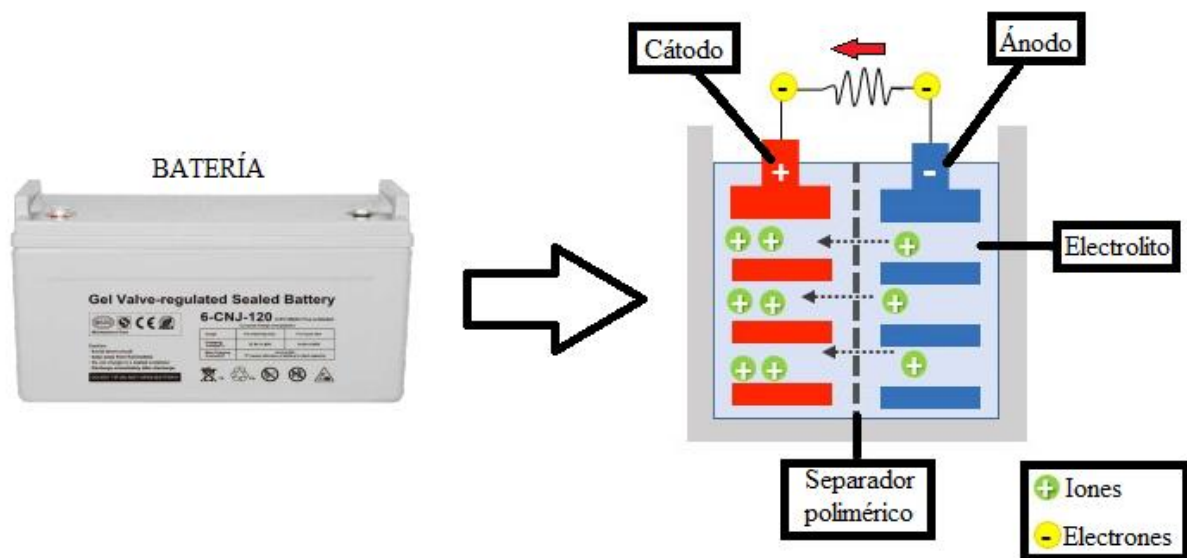 BATERÍA
Gel Valve-regulated Sealed Battery
6-CNJ-120
Cátodo
Ánodo
-
-
+
-
+ + +
+ + +
+ + +
Electrolito
Separador
polimérico
+ Iones
- Electrones